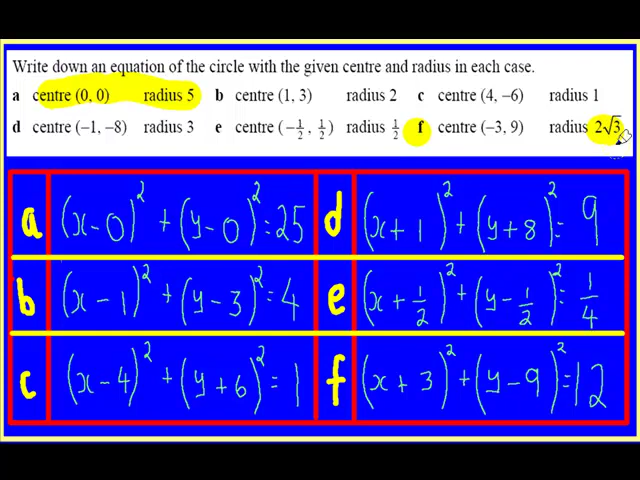 Write down an equation of the circle with the given centre and radius in each case.
a centre (0, 0) radius 5 b centre (1, 3) radius 2 c centre (4, −6) radius 1
d centre (−1, −8) radius 3 e centre (−1/2, 1/2) radius 1/2 f centre (−3, 9) radius 2√3
a (x-0)² + (y-0)² = 25 d (x+1)² + (y+8)² = 9
b (x-1)² + (y-3)² = 4 e (x+1/2)² + (y-1/2)² = 1/4
c (x-4)² + (y+6)² = 1 f (x+3)² + (y-9)² = 12